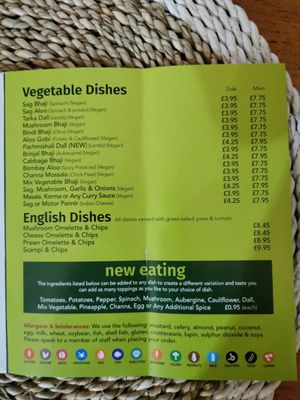 Vegetable Dishes Side Main
Sag Bhaji (Spinach) (Vegan) £3.95 £7.75
Sag Aloo (Spinach & potato) (Vegan) £3.95 £7.75
Tarka Dall (Lentils) (Vegan) £3.95 £7.75
Mushroom Bhaji (Vegan) £3.95 £7.75
Bindi Bhaji (Okra) (Vegan) £3.95 £7.75
Aloo Gobi (Potato & Cauliflower) (Vegan) £3.95 £7.75
Pachmishali Dall (NEW) (Lentils) (Vegan) £4.25 £7.95
Brinjal Bhaji (Aubergine) (Vegan) £3.95 £7.75
Cabbage Bhaji (Vegan)
Bombay Aloo (Spicy Potatoes) (Vegan) £3.95 £7.75
Channa Mossala (Chick Peas) (Vegan) £3.95 £7.75
Mix Vegetable Bhaji (Vegan) £3.95 £7.75
Sag, Mushroom, Garlic & Onions (Vegan) £4.25 £7.95
Masala, Korma or Any Curry Sauce (Vegan) £4.25 £7.95
Sag or Motor Panir (Indian Cheese) £4.25 £7.95
English Dishes All dishes served with green salad, peas & tomato.
Mushroom Omelette & Chips £8.45
Cheese Omelette & Chips £8.45
Prawn Omelette & Chips £9.25
Scampi & Chips £9.95
new eating
The ingredients listed below can be added to any dish to create a different variation and taste you
can add as many toppings as you like to your choice of dish.
Tomatoes, Potatoes, Pepper, Spinach, Mushroom, Aubergine, Cauliflower, Dall,
Mix Vegetable, Pineapple, Channa, Egg or Any Additional Spice £0.95 (each)
Allergens & Intolerances: We use the following: mustard, celery, almond, peanut, coconut,
egg, milk, wheat, soybean, fish, shell fish, gluten, crustaceans, lupin, sulphur dioxide & soya.
Please speak to a member of staff when placing your order.